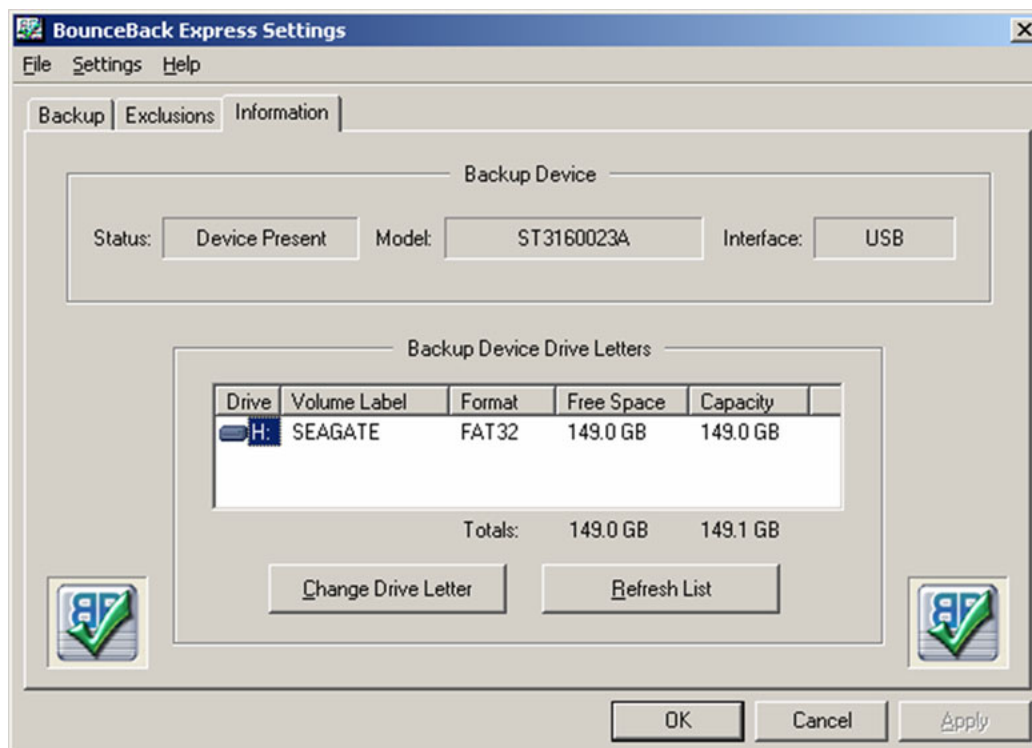 BounceBack Express Settings
File Settings Help
Backup Exclusions Information
Backup Device
Status: Device Present Model: ST3160023A Interface: USB
Backup Device Drive Letters
Drive Volume Label Format Free Space Capacity
H: SEAGATE FAT32 149.0 GB 149.0 GB
Totals: 149.0 GB 149.1 GB
Change Drive Letter Refresh List
OK Cancel Apply